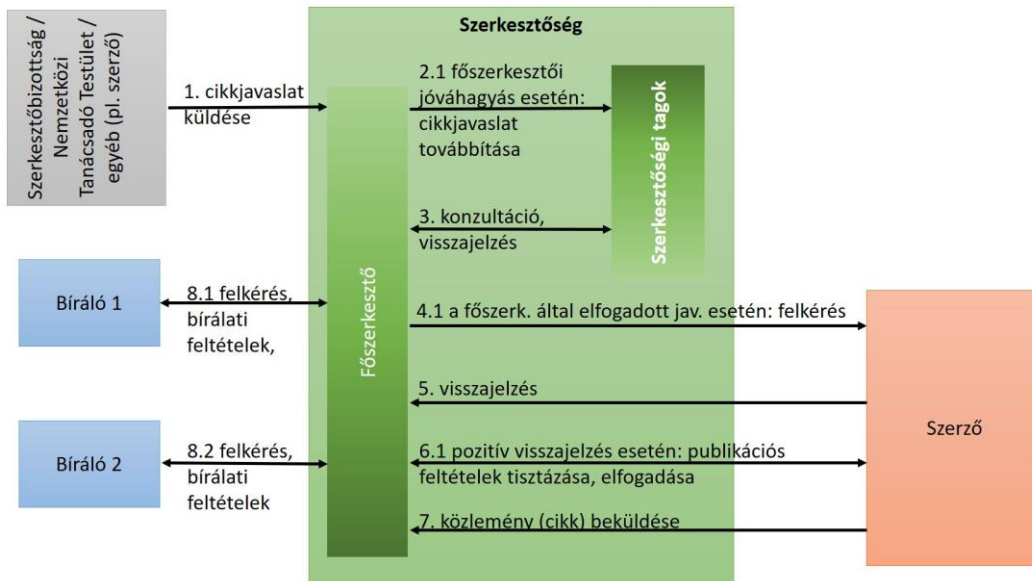 Szerkesztőbizottság /
Nemzetközi
Tanácsadó Testület /
egyéb (pl. szerző)
1. cikkjavaslat
küldése
Szerkesztőség
2.1 főszerkesztői
jóváhagyás esetén:
cikkjavaslat
továbbítása
Szerkesztőségi tagok
3. konzultáció,
visszajelzés
Főszerkesztő
Bíráló 1
8.1 felkérés,
bírálati
feltételek,
4.1 a főszerk. által elfogadott jav. esetén: felkérés
5. visszajelzés
Szerző
Bíráló 2
8.2 felkérés,
bírálati
feltételek
6.1 pozitív visszajelzés esetén: publikációs
feltételek tisztázása, elfogadása
7. közlemény (cikk) beküldése